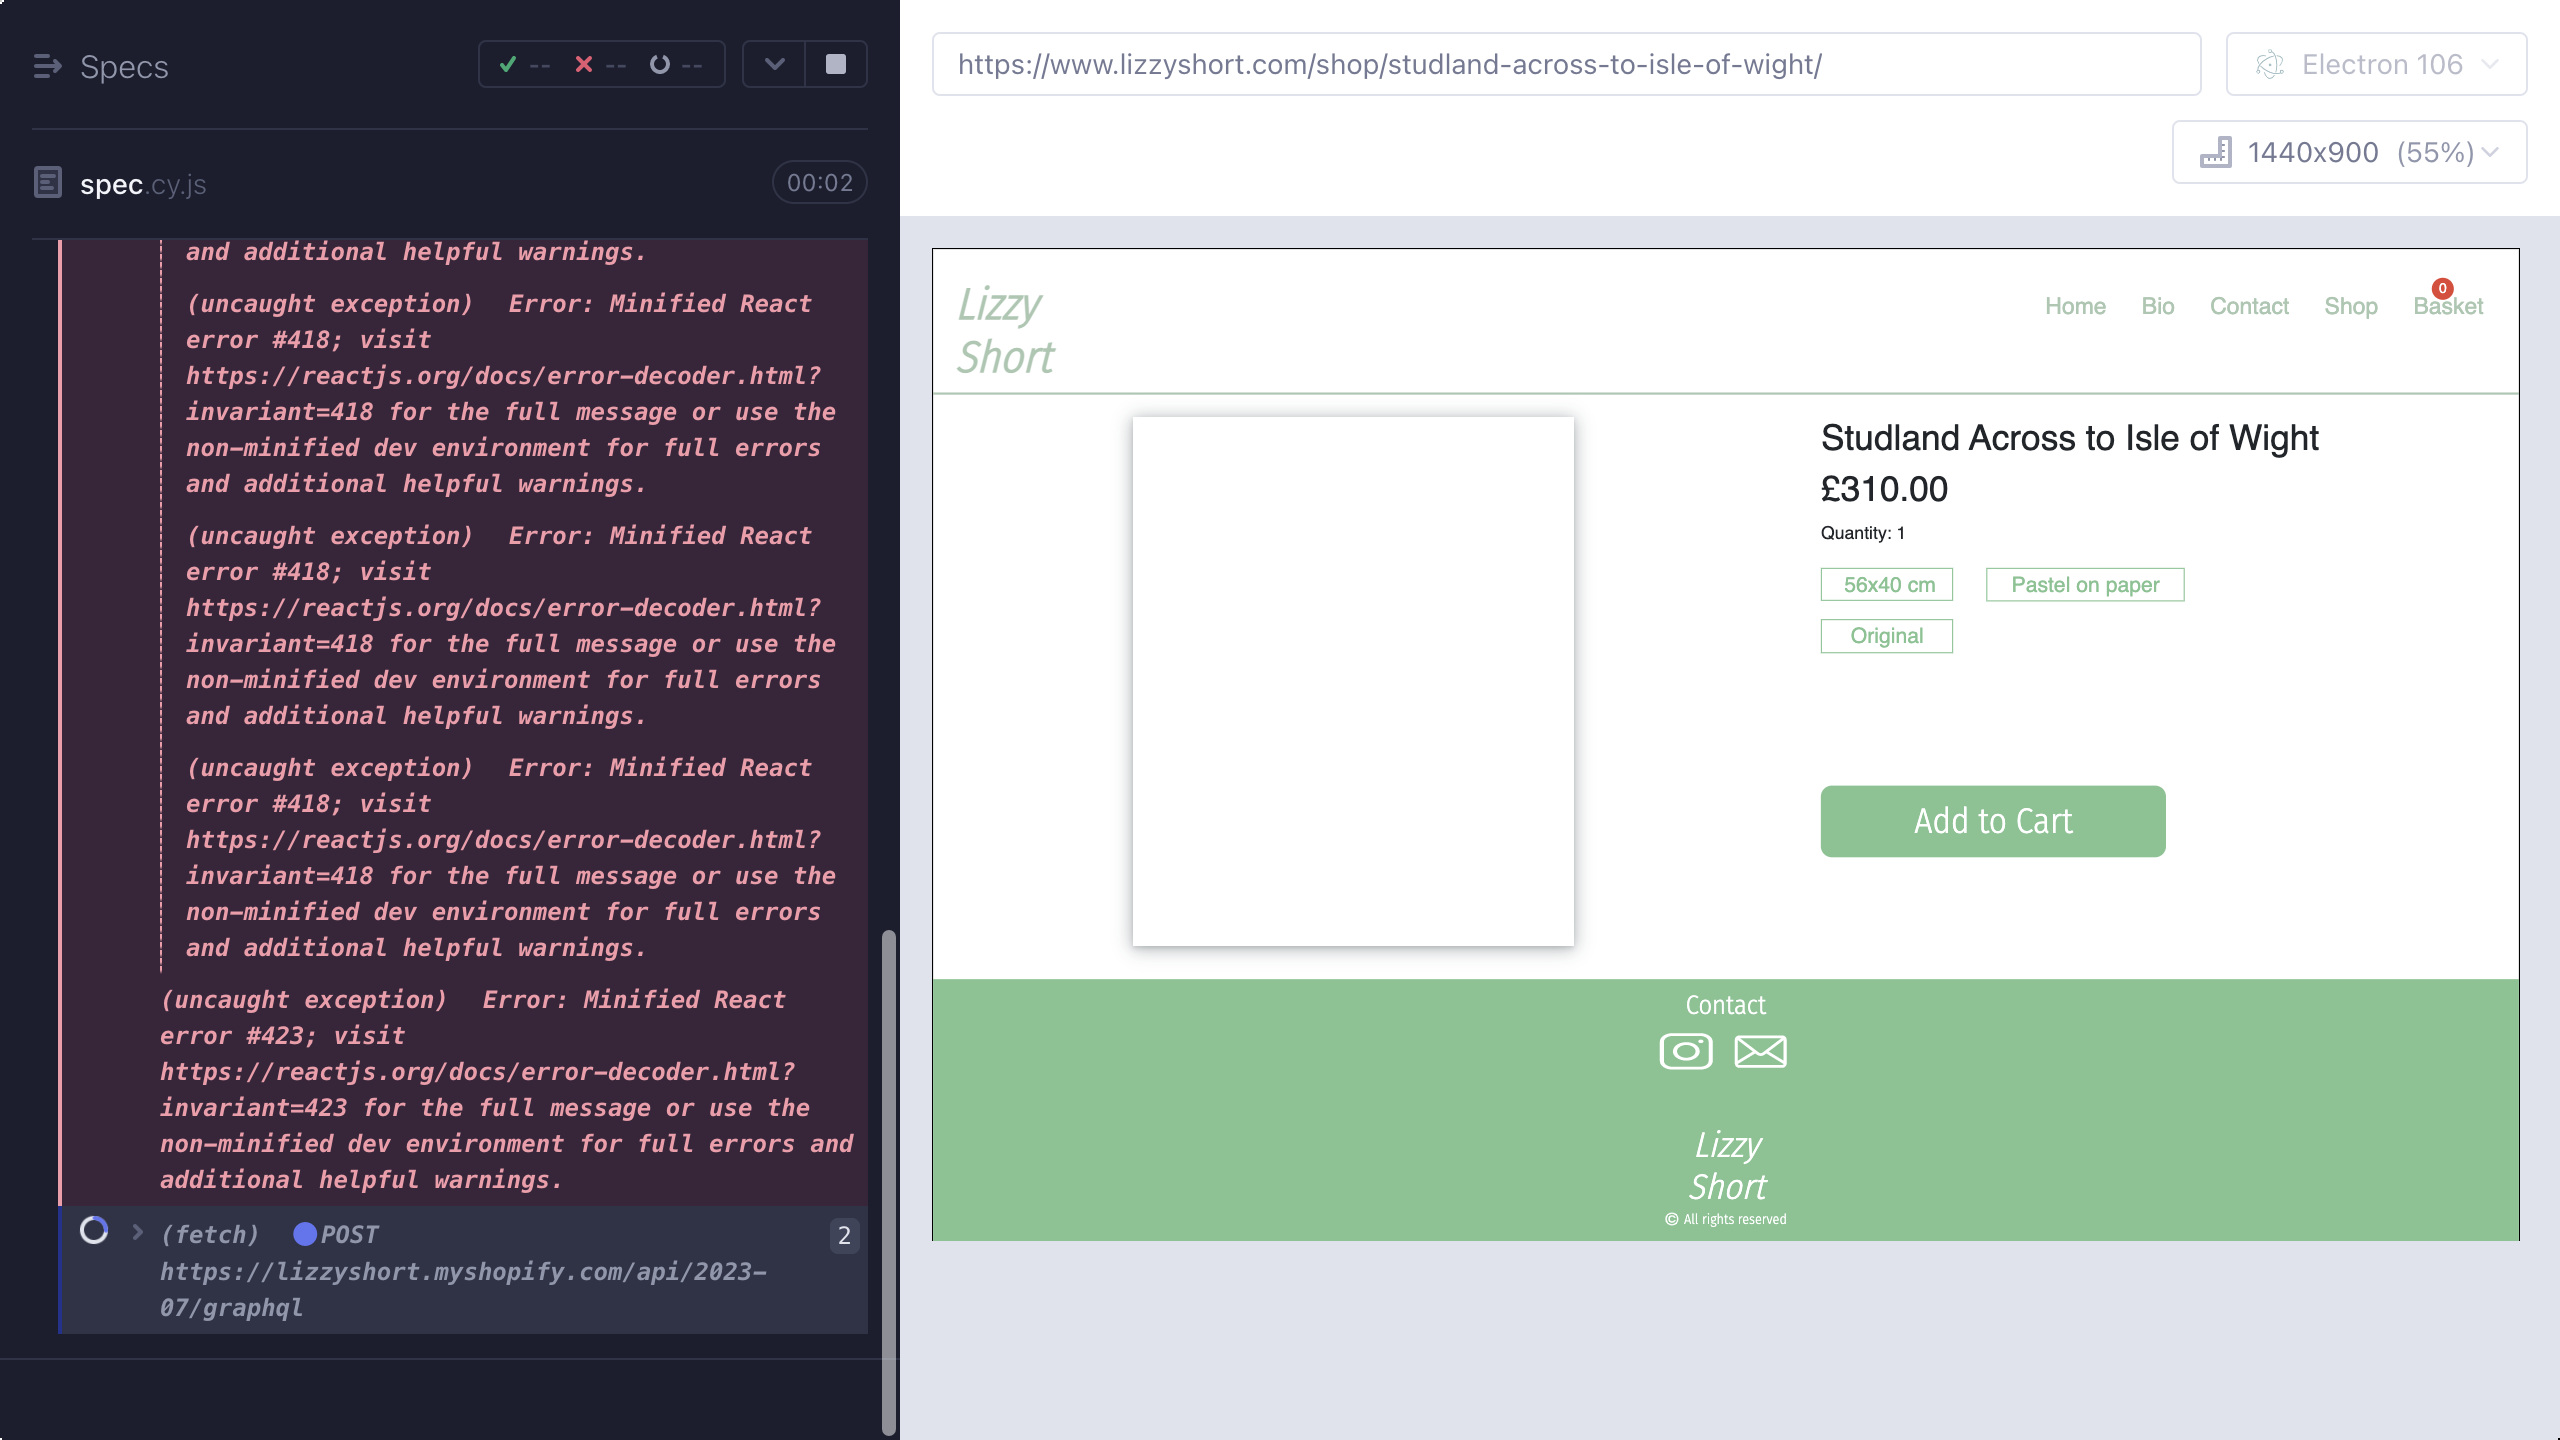 Specs
-- -- --
spec.cy.js
00:02
and additional helpful warnings.
(uncaught exception) Error: Minified React
error #418; visit
https://reactjs.org/docs/error-decoder.html?
invariant=418 for the full message or use the
non-minified dev environment for full errors
and additional helpful warnings.
(uncaught exception) Error: Minified React
error #418; visit
https://reactjs.org/docs/error-decoder.html?
invariant=418 for the full message or use the
non-minified dev environment for full errors
and additional helpful warnings.
(uncaught exception) Error: Minified React
error #418; visit
https://reactjs.org/docs/error-decoder.html?
invariant=418 for the full message or use the
non-minified dev environment for full errors
and additional helpful warnings.
(uncaught exception) Error: Minified React
error #423; visit
https://reactjs.org/docs/error-decoder.html?
invariant=423 for the full message or use the
non-minified dev environment for full errors and
additional helpful warnings.
(fetch) POST 2
https://lizzyshort.myshopify.com/api/2023-
07/graphql
https://www.lizzyshort.com/shop/studland-across-to-isle-of-wight/
Electron 106
1440x900 (55%)
Lizzy
Short
Home Bio Contact Shop Basket
0
Studland Across to Isle of Wight
£310.00
Quantity: 1
56x40 cm Pastel on paper
Original
Add to Cart
Contact
Lizzy
Short
© All rights reserved